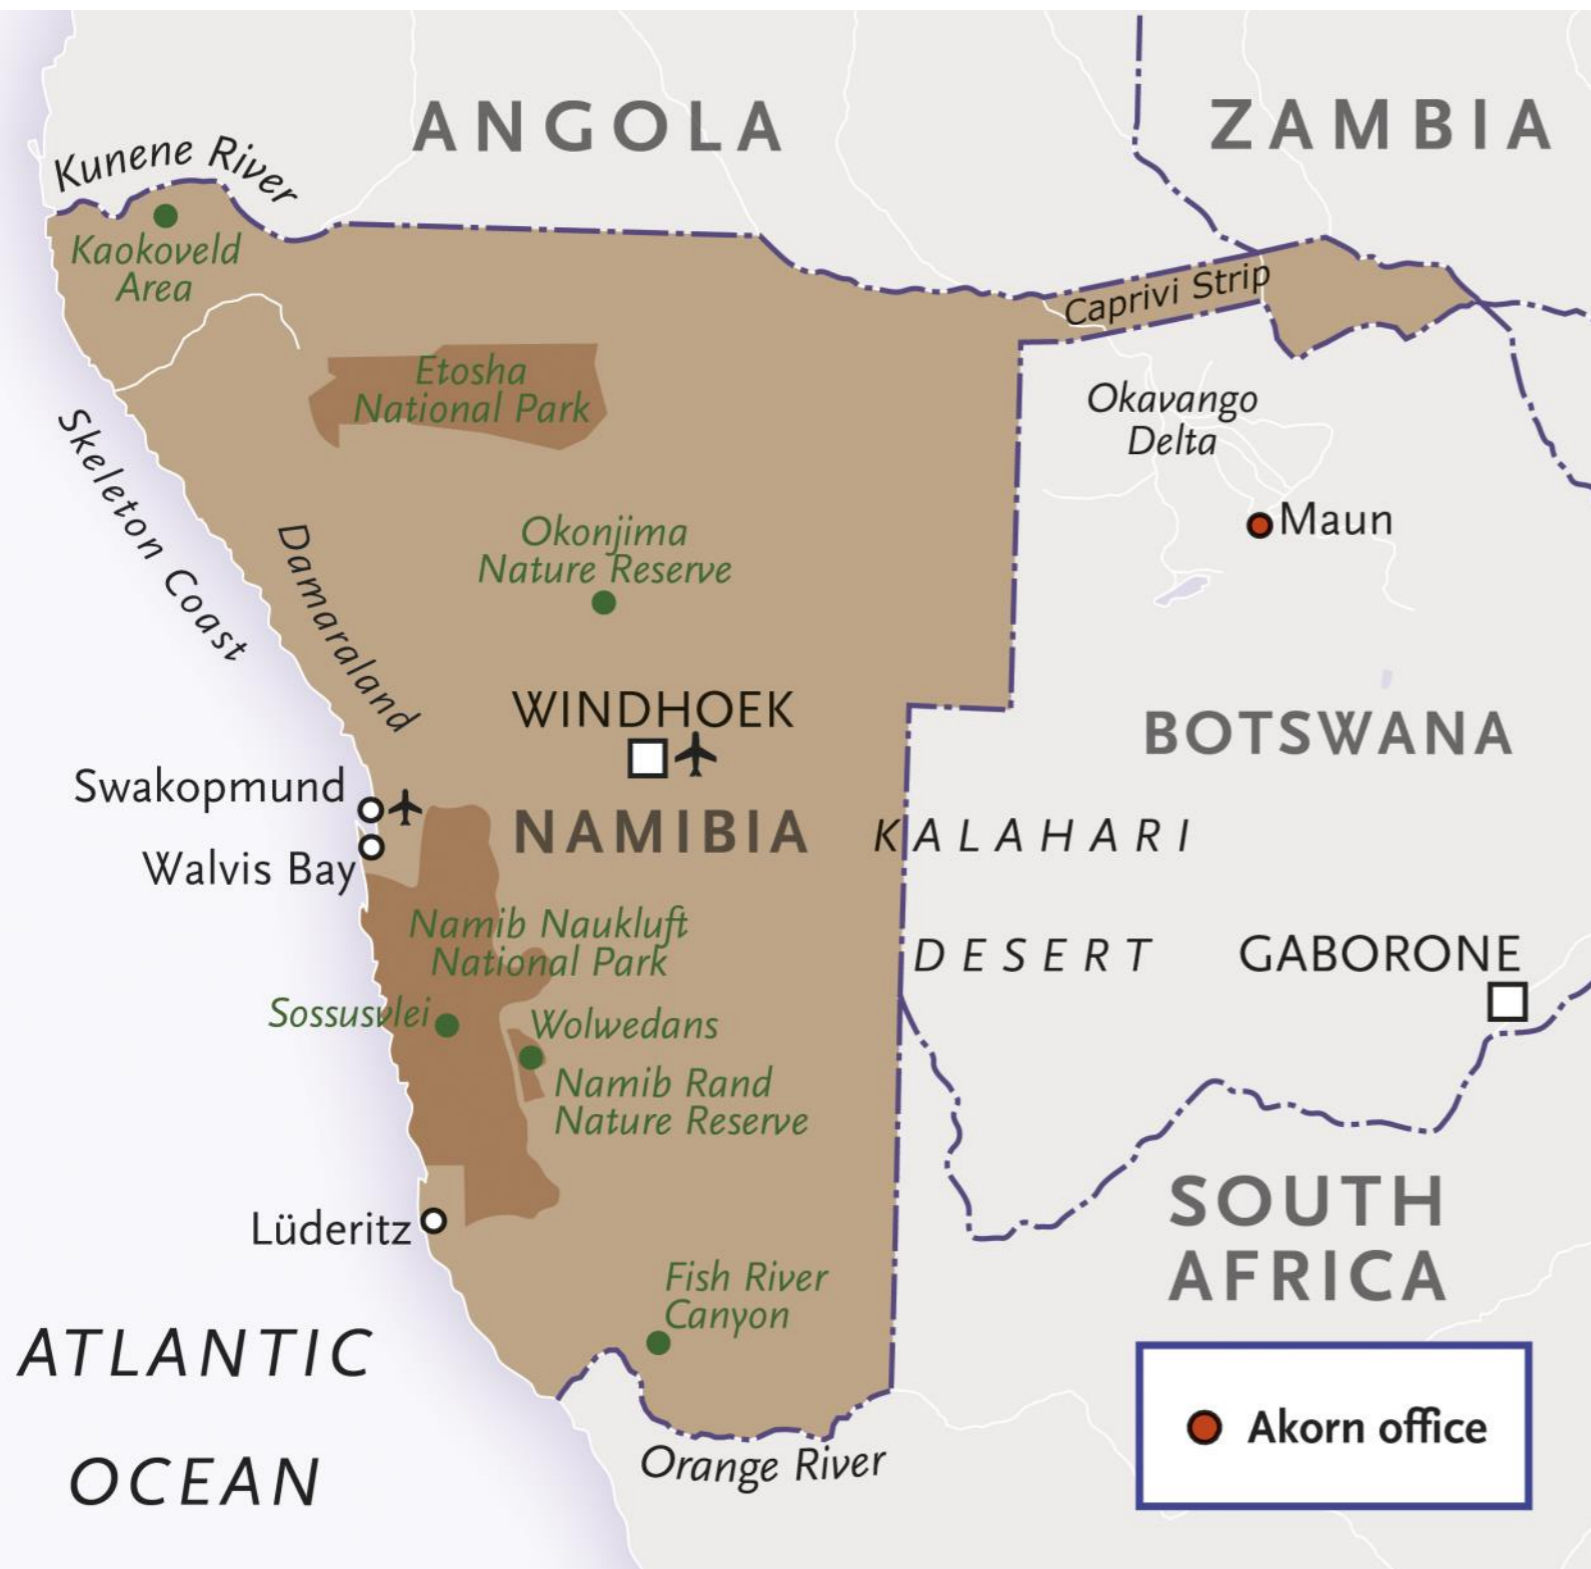 ANGOLA
ZAMBIA
Kunene River
Kaokoveld
Area
Caprivi Strip
Etosha
National Park
Okavango
Delta
Skeleton Coast
Damaraland
Maun
Okonjima
Nature Reserve
WINDHOEK
BOTSWANA
Swakopmund
NAMIBIA
KALAHARI
Walvis Bay
Namib Naukluft
National Park
DESERT
GABORONE
Sossusvlei
Wolwedans
Namib Rand
Nature Reserve
SOUTH
AFRICA
Lüderitz
Fish River
Canyon
ATLANTIC
OCEAN
Orange River
Akorn office